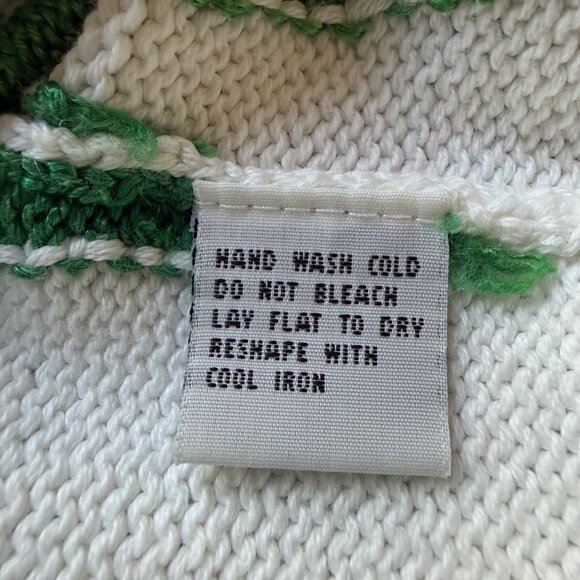 HAND WASH COLD
DO NOT BLEACH
LAY FLAT TO DRY
RESHAPE WITH
COOL IRON